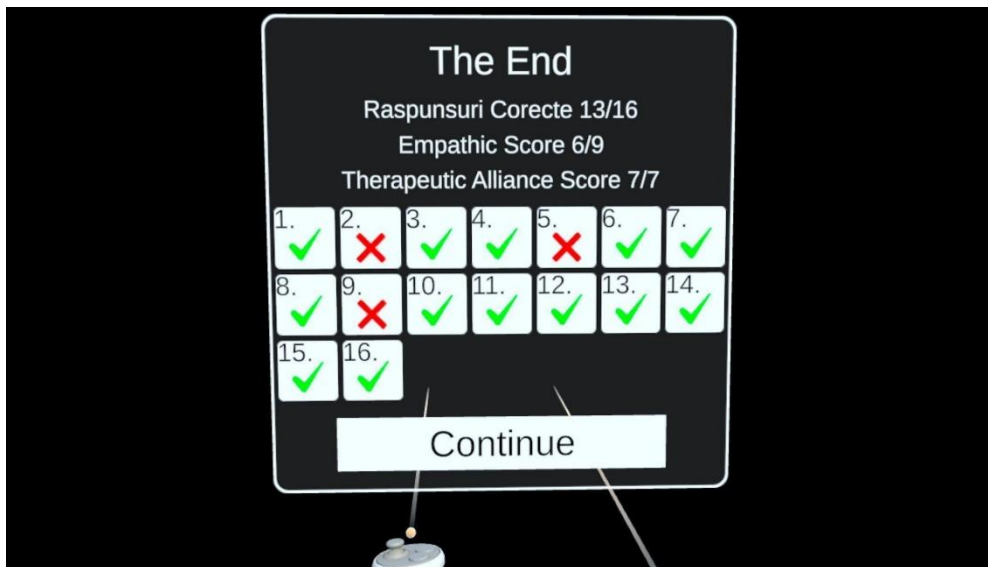 The End
Raspunsuri Corecte 13/16
Empathic Score 6/9
Therapeutic Alliance Score 7/7
1. 2. 3. 4. 5. 6. 7.
8. 9. 10. 11. 12. 13. 14.
15. 16.
Continue